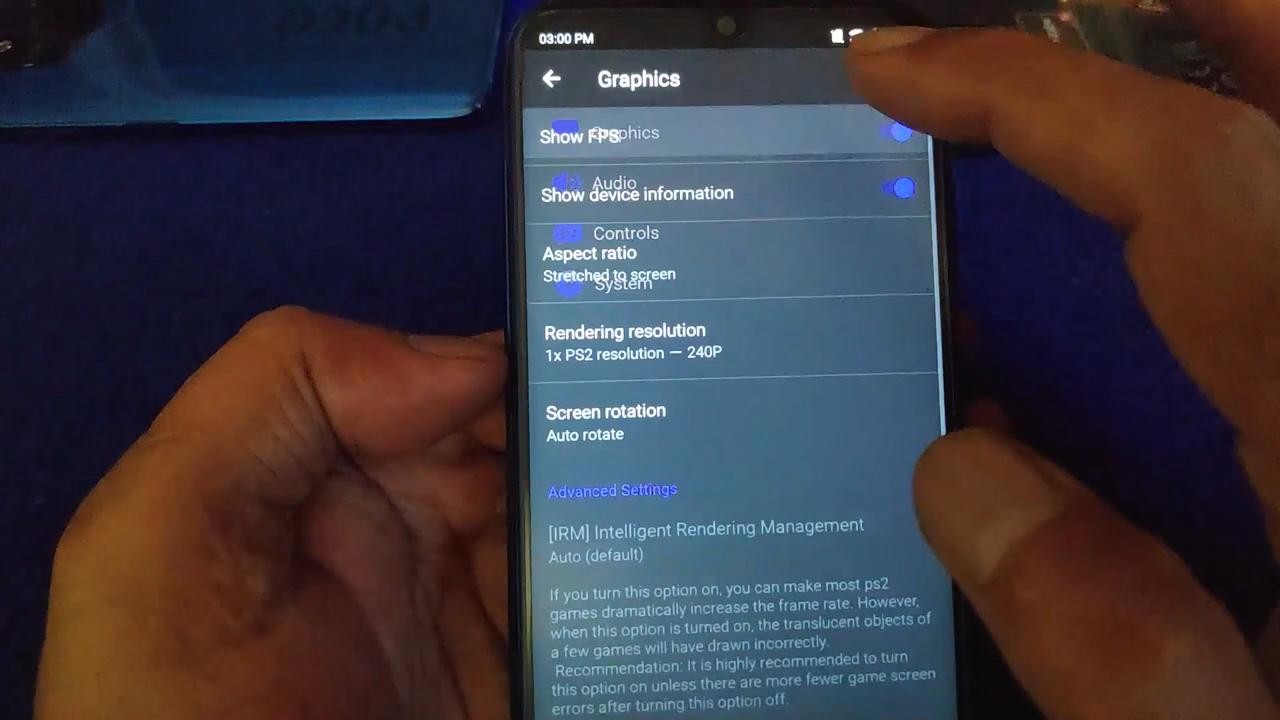 POCO
03:00 PM
Graphics
Show FPS
Graphics
Audio
Show device information
Controls
Aspect ratio
Stretched to screen
System
Rendering resolution
1x PS2 resolution — 240P
Screen rotation
Auto rotate
Advanced Settings
[IRM] Intelligent Rendering Management
Auto (default)
If you turn this option on, you can make most ps2
games dramatically increase the frame rate. However,
when this option is turned on, the translucent objects of
a few games will have drawn incorrectly.
Recommendation: It is highly recommended to turn
this option on unless there are more fewer game screen
errors after turning this option off.